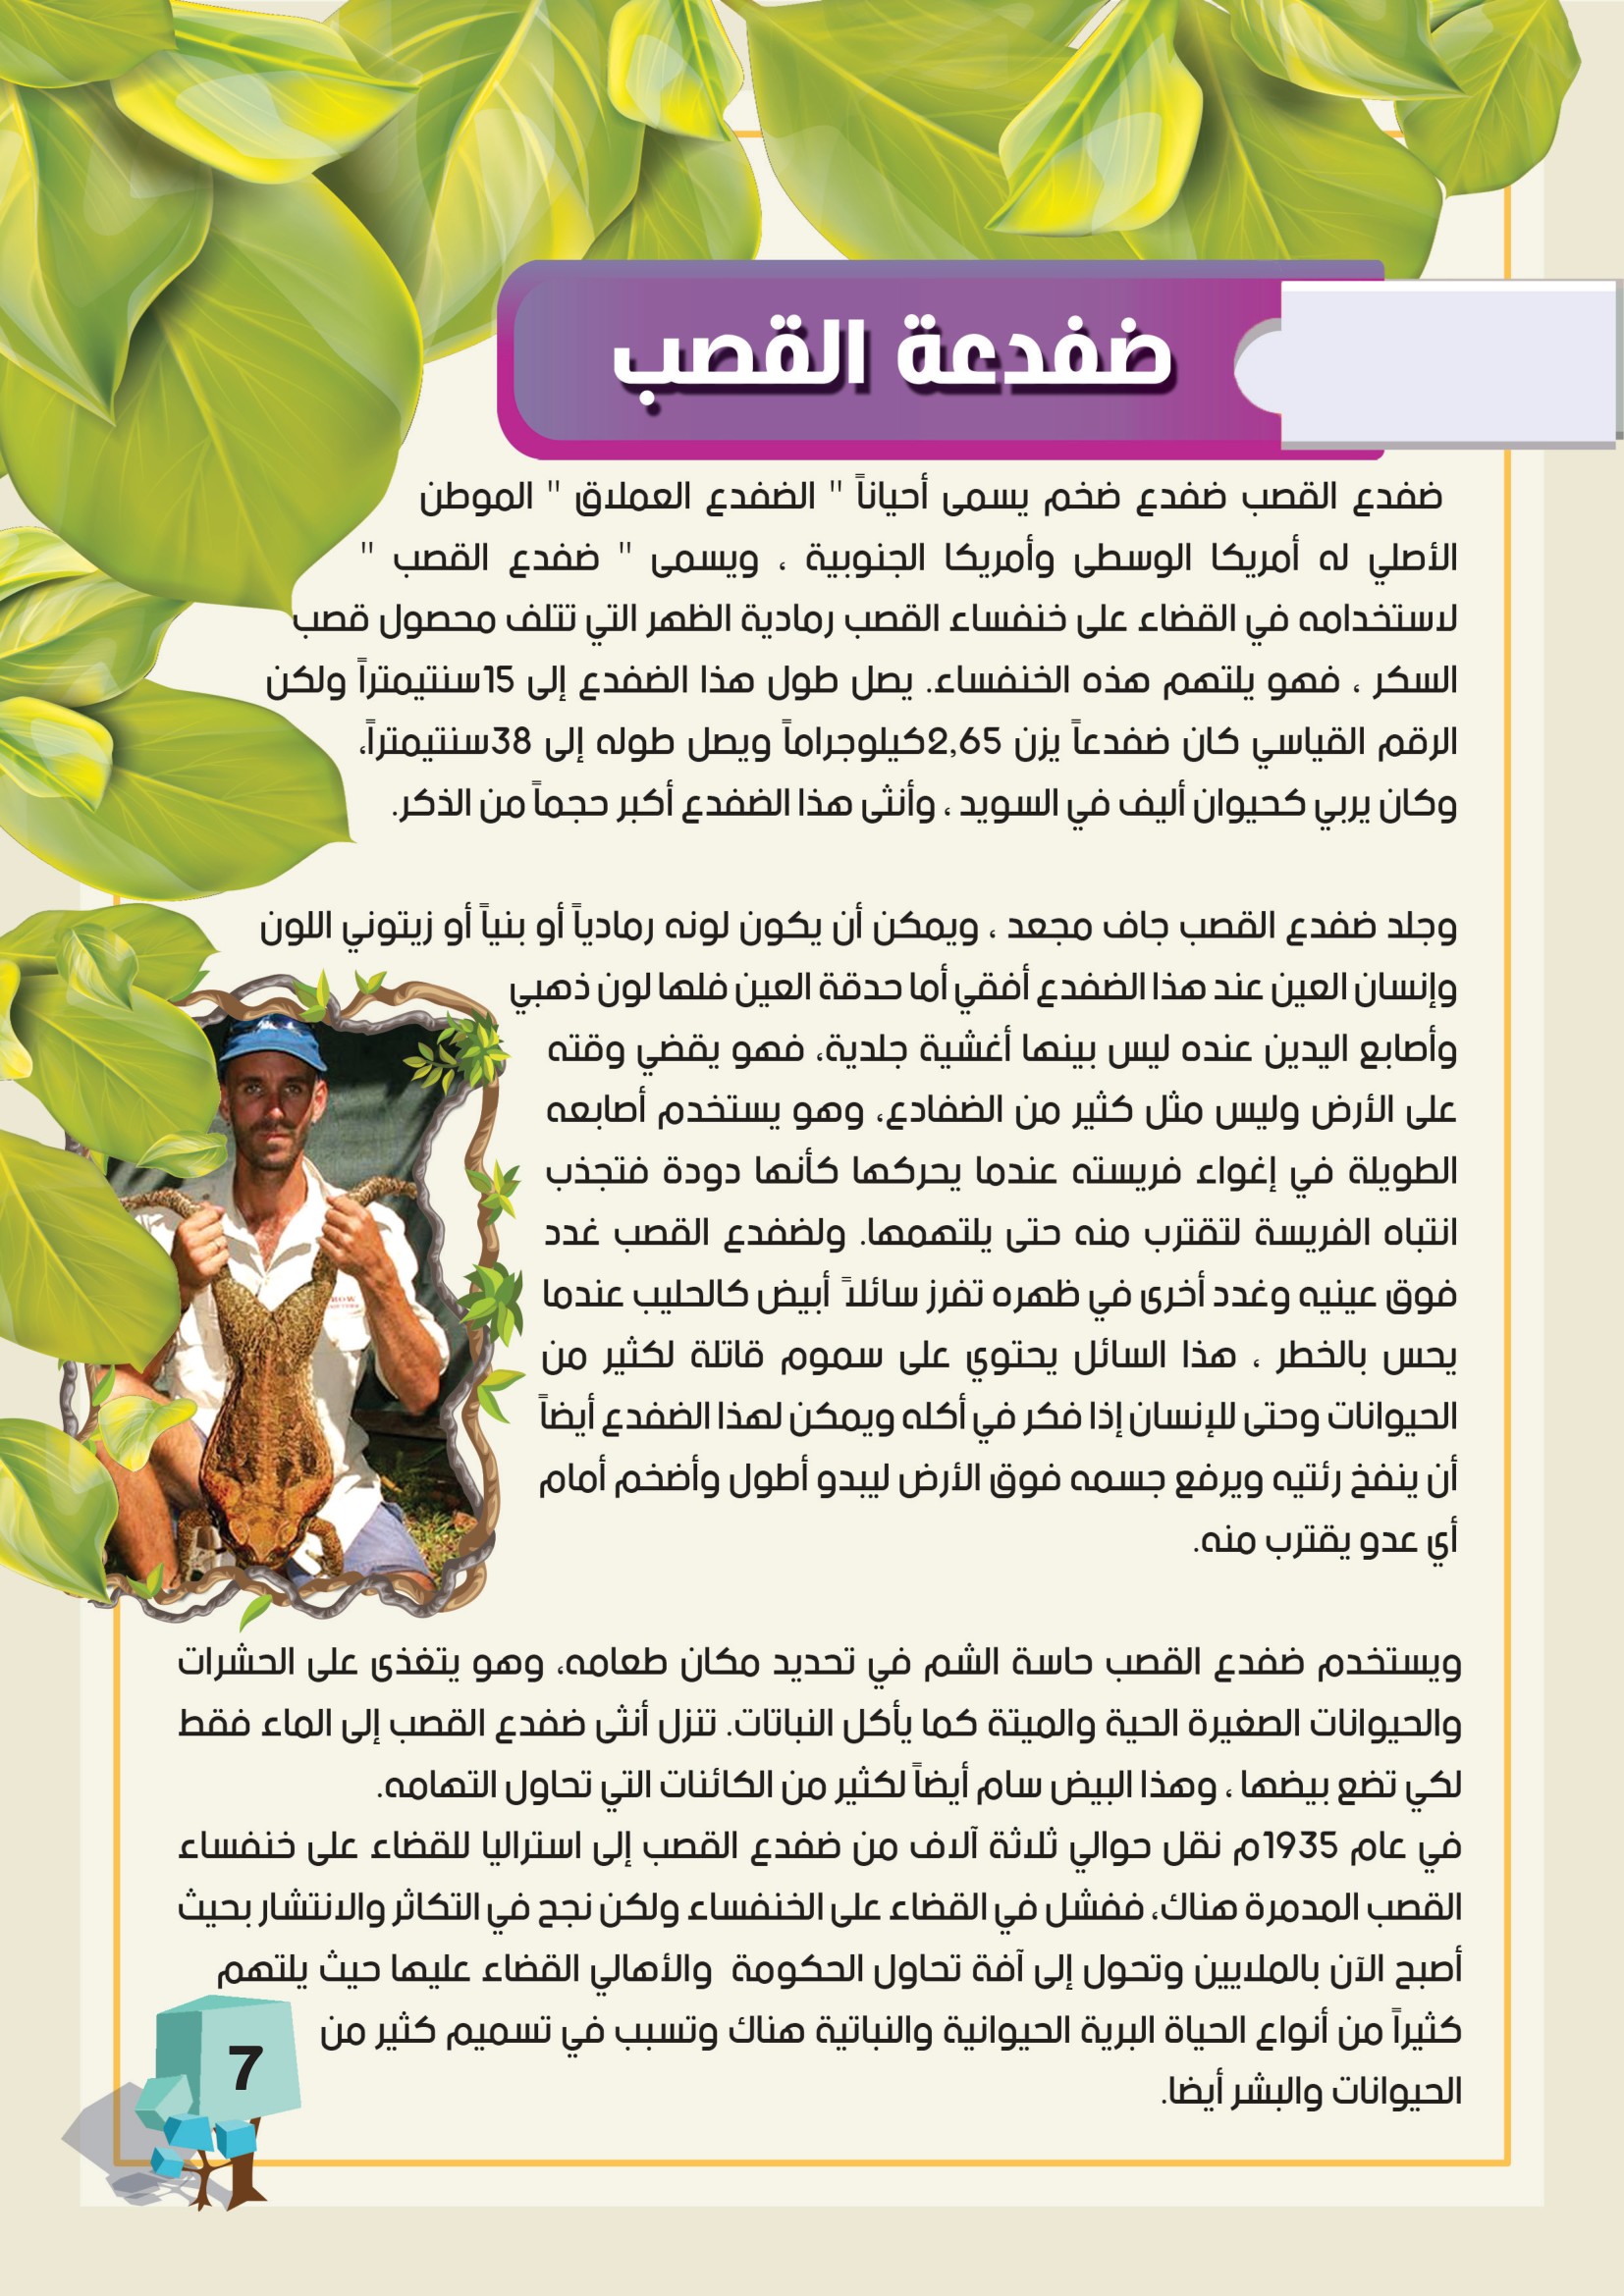 ضفدعة القصب
ضفدع القصب ضفدع ضخم يسمى أحياناً " الضفدع العملاق " الموطن
الأصلي له أمريكا الوسطى وأمريكا الجنوبية ، ويسمى " ضفدع القصب "
لاستخدامه في القضاء على خنفساء القصب رمادية الظهر التي تتلف محصول قصب
السكر ، فهو يلتهم هذه الخنفساء. يصل طول هذا الضفدع إلى 15سنتيمتراً ولكن
الرقم القياسي كان ضفدعاً يزن 2,65كيلوجراماً ويصل طوله إلى 38سنتيمتراً،
وكان يربي كحيوان أليف في السويد ، وأنثى هذا الضفدع أكبر حجماً من الذكر.
وجلد ضفدع القصب جاف مجعد ، ويمكن أن يكون لونه رمادياً أو بنياً أو زيتوني اللون
وإنسان العين عند هذا الضفدع أفقي أما حدقة العين فلها لون ذهبي
وأصابع اليدين عنده ليس بينها أغشية جلدية، فهو يقضي وقته
على الأرض وليس مثل كثير من الضفادع، وهو يستخدم أصابعه
الطويلة في إغواء فريسته عندما يحركها كأنها دودة فتجذب
انتباه الفريسة لتقترب منه حتى يلتهمها. ولضفدع القصب غدد
فوق عينيه وغدد أخرى في ظهره تفرز سائلاً أبيض كالحليب عندما
يحس بالخطر ، هذا السائل يحتوي على سموم قاتلة لكثير من
الحيوانات وحتى للإنسان إذا فكر في أكله ويمكن لهذا الضفدع أيضاً
أن ينفخ رئتيه ويرفع جسمه فوق الأرض ليبدو أطول وأضخم أمام
أي عدو يقترب منه.
ويستخدم ضفدع القصب حاسة الشم في تحديد مكان طعامه، وهو يتغذى على الحشرات
والحيوانات الصغيرة الحية والميتة كما يأكل النباتات. تنزل أنثى ضفدع القصب إلى الماء فقط
لكي تضع بيضها ، وهذا البيض سام أيضاً لكثير من الكائنات التي تحاول التهامه.
في عام 1935م نقل حوالي ثلاثة آلاف من ضفدع القصب إلى استراليا للقضاء على خنفساء
القصب المدمرة هناك، ففشل في القضاء على الخنفساء ولكن نجح في التكاثر والانتشار بحيث
أصبح الآن بالملايين وتحول إلى آفة تحاول الحكومة والأهالي القضاء عليها حيث يلتهم
كثيراً من أنواع الحياة البرية الحيوانية والنباتية هناك وتسبب في تسميم كثير من
الحيوانات والبشر أيضا.
7